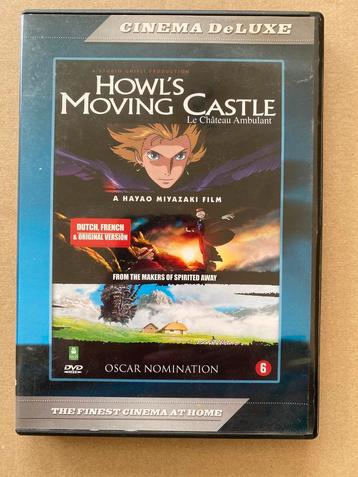 CINEMA DeLUXE
A STUDIO GHIBLI PRODUCTION
HOWL'S
MOVING CASTLE
Le Château Ambulant
A HAYAO MIYAZAKI FILM
DUTCH, FRENCH
& ORIGINAL VERSION
FROM THE MAKERS OF SPIRITED AWAY
DVD
6
OSCAR NOMINATION
THE FINEST CINEMA AT HOME